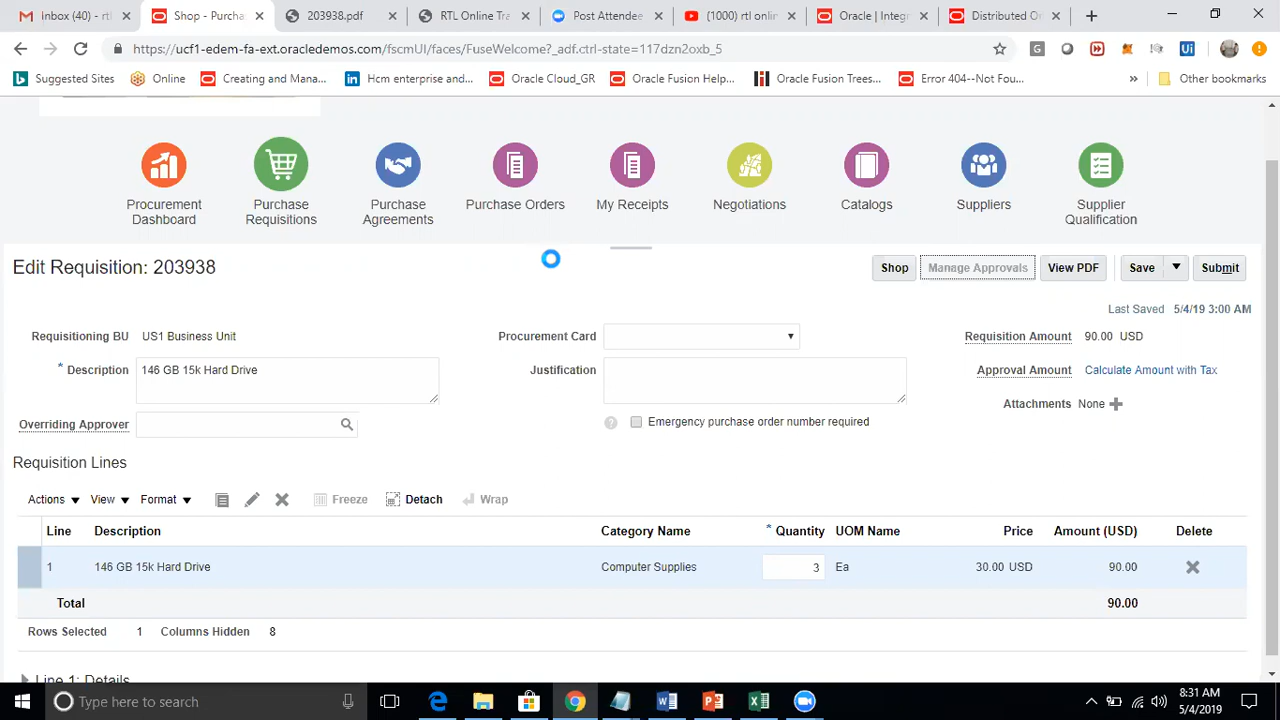 inbox (40) - rt
Shop - Purcha
203938.pdf
RTL Online Tra
Post Attendee
(1000) rtl onlin
Oracle | Integr
Distributed Or
https://ucf1-edem-fa-ext.oracledemos.com/fscmUI/faces/FuseWelcome?_adf.ctrl-state=117dzn2oxb_5
Suggested Sites
Online
Creating and Mana...
Hcm enterprise and...
Oracle Cloud_GR
Oracle Fusion Help...
Oracle Fusion Trees...
Error 404--Not Fou...
Other bookmarks
Procurement Dashboard
Purchase Requisitions
Purchase Agreements
Purchase Orders
My Receipts
Negotiations
Catalogs
Suppliers
Supplier Qualification
Edit Requisition: 203938
Shop
Manage Approvals
View PDF
Save
Submit
Last Saved 5/4/19 3:00 AM
Requisitioning BU US1 Business Unit
Procurement Card
Requisition Amount 90.00 USD
* Description 146 GB 15k Hard Drive
Justification
Approval Amount Calculate Amount with Tax
Attachments None
Overriding Approver
Emergency purchase order number required
Requisition Lines
Actions View Format Freeze Detach Wrap
Line Description Category Name * Quantity UOM Name Price Amount (USD) Delete
1 146 GB 15k Hard Drive Computer Supplies 3 Ea 30.00 USD 90.00
Total 90.00
Rows Selected 1 Columns Hidden 8
Line 1: Details
Type here to search
8:31 AM
5/4/2019